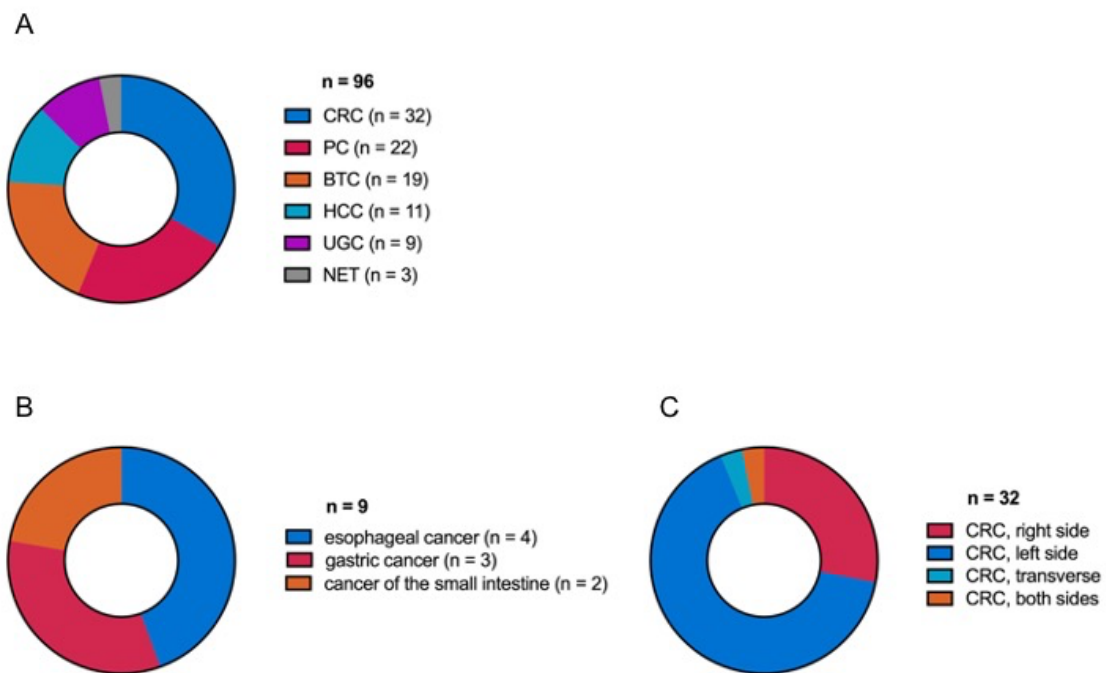 A
n = 96
CRC (n = 32)
PC (n = 22)
BTC (n = 19)
HCC (n = 11)
UGC (n = 9)
NET (n = 3)
B
n = 9
esophageal cancer (n = 4)
gastric cancer (n = 3)
cancer of the small intestine (n = 2)
C
n = 32
CRC, right side
CRC, left side
CRC, transverse
CRC, both sides